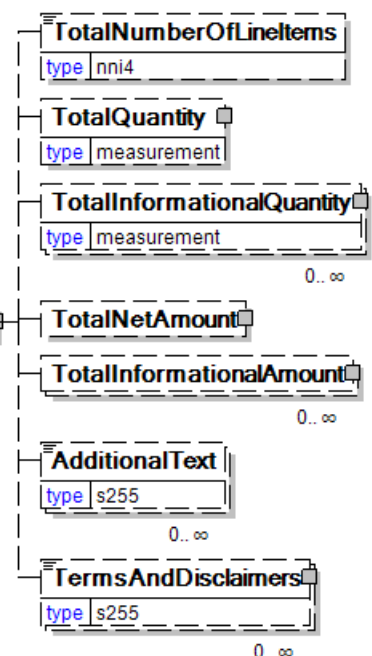 TotalNumberOfLineItems
type nni4
TotalQuantity
type measurement
TotalInformationalQuantity
type measurement
0.. ∞
TotalNetAmount
TotalInformationalAmount
0.. ∞
AdditionalText
type s255
0.. ∞
TermsAndDisclaimers
type s255
0.. ∞